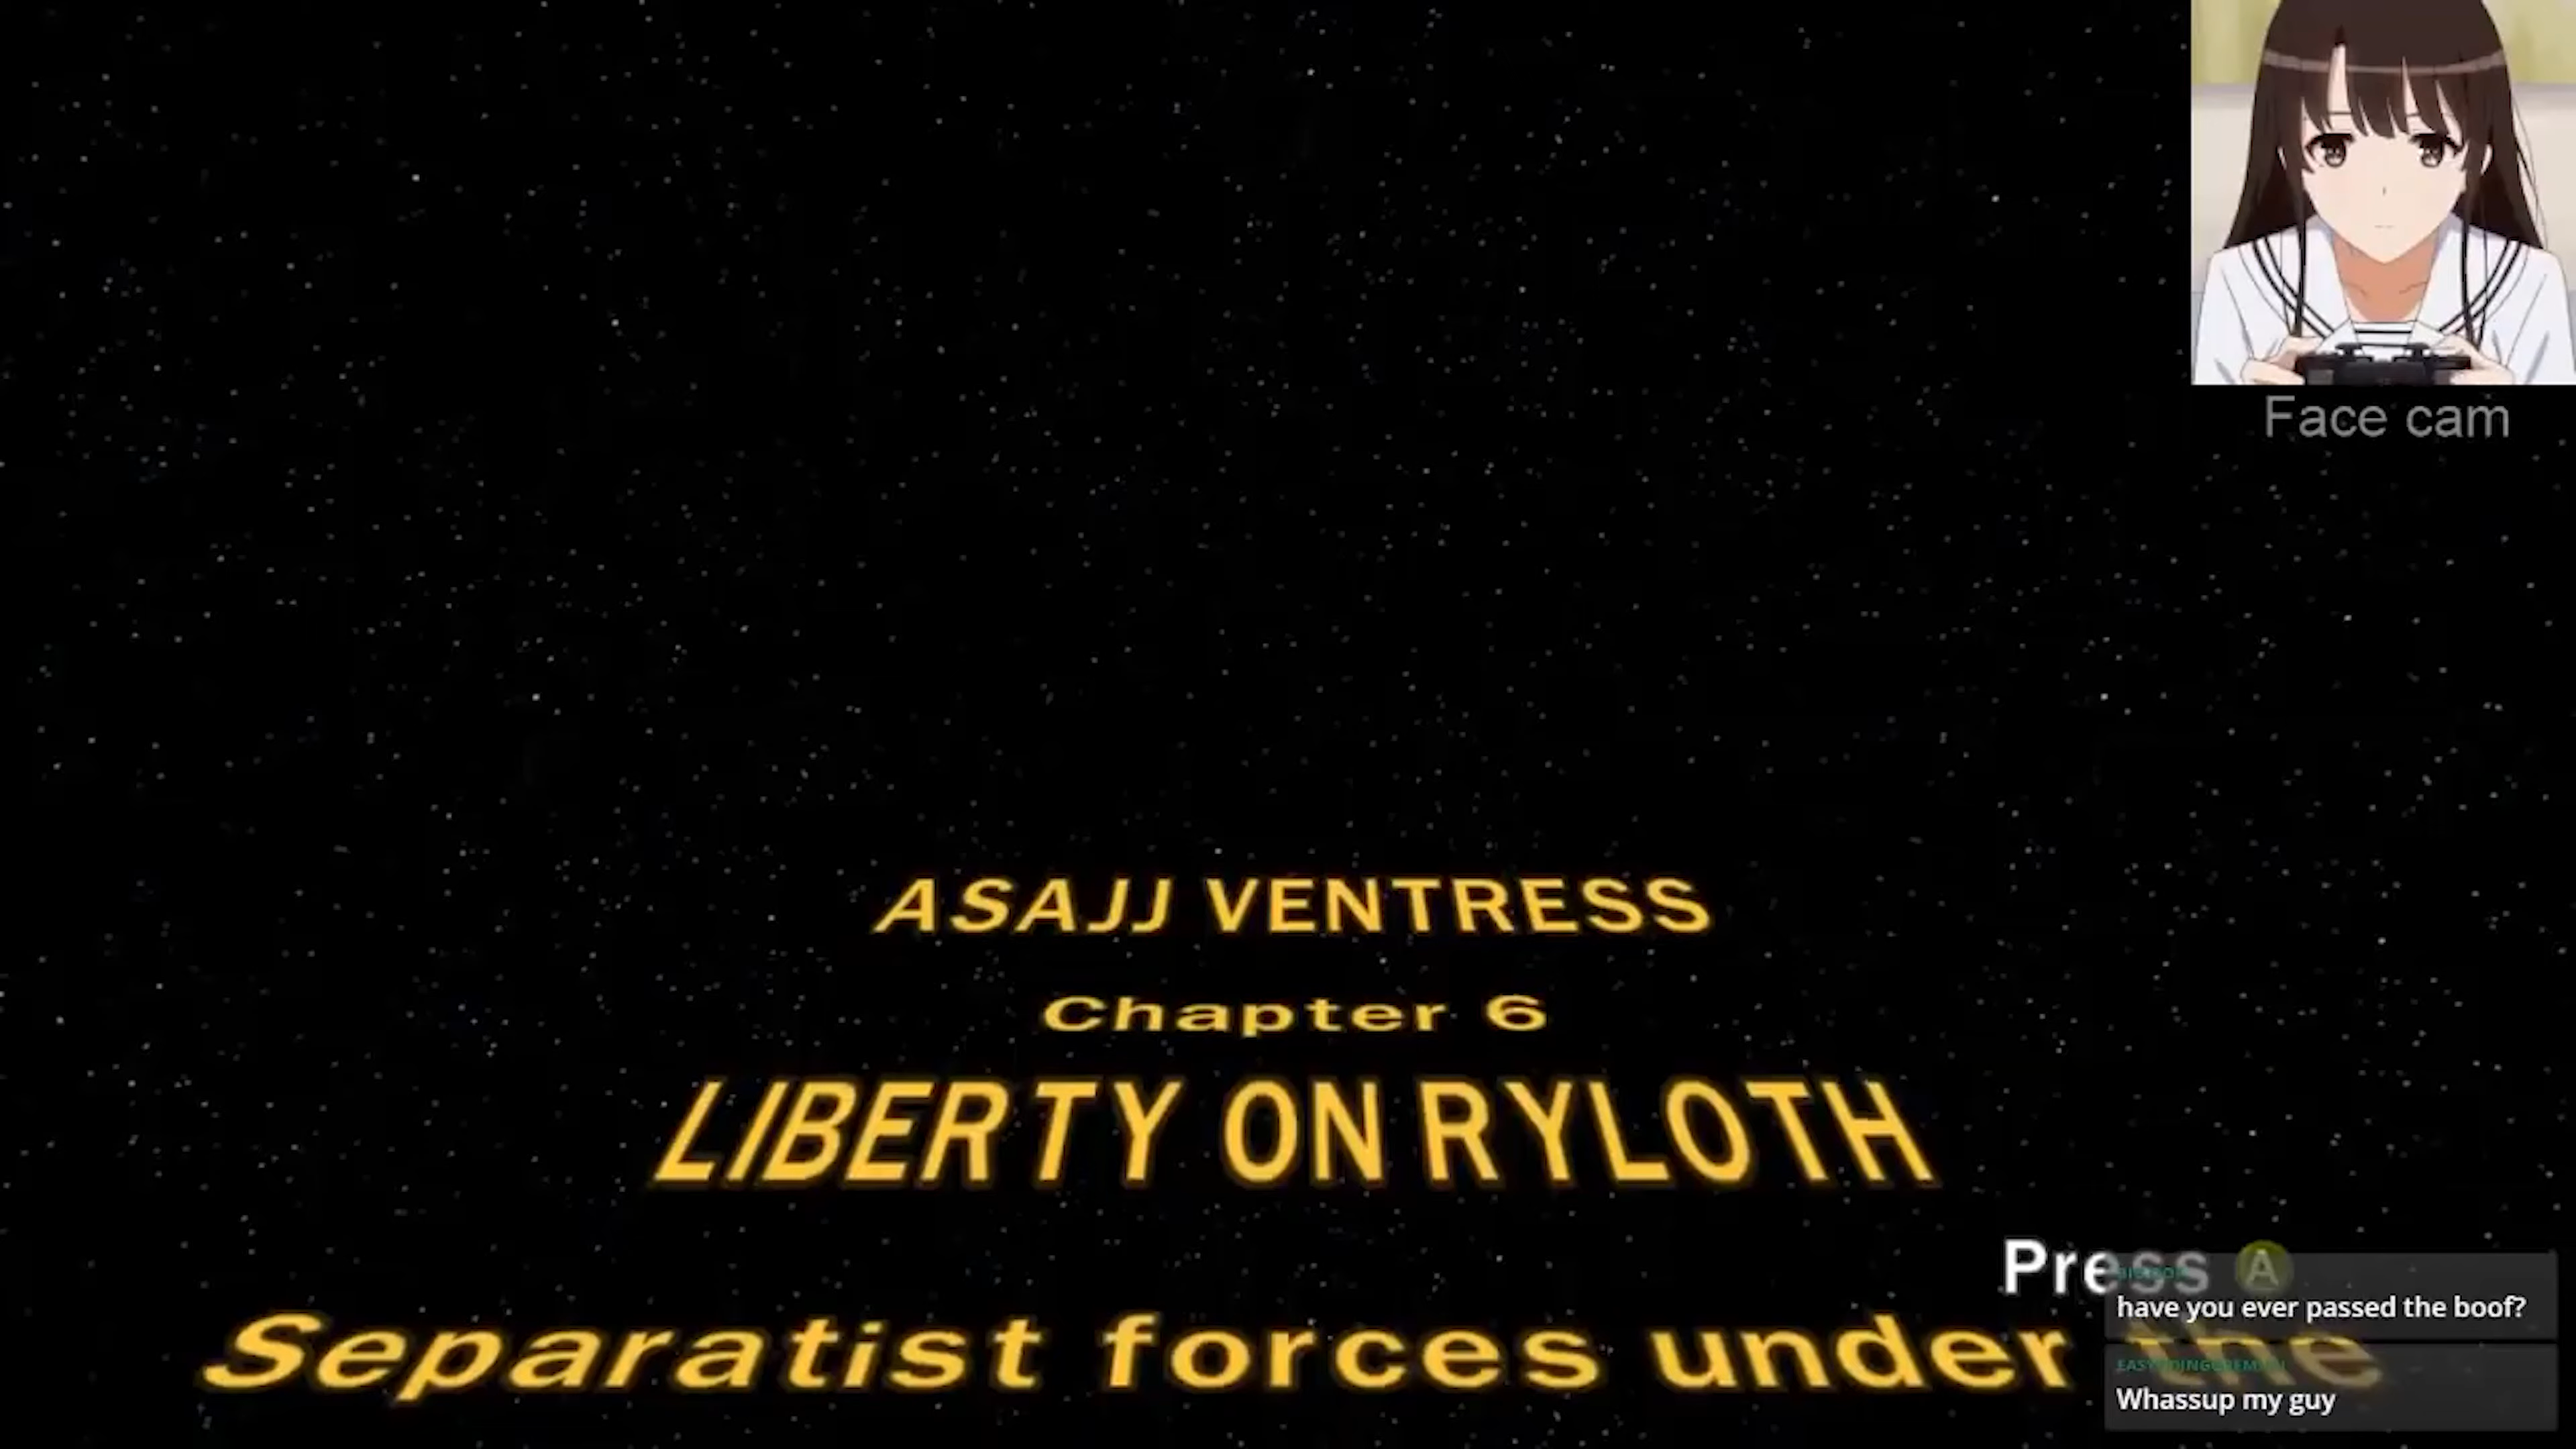 Face cam
ASAJJ VENTRESS
Chapter 6
LIBERTY ON RYLOTH
Press A
Separatist forces under the
have you ever passed the boof?
Whassup my guy